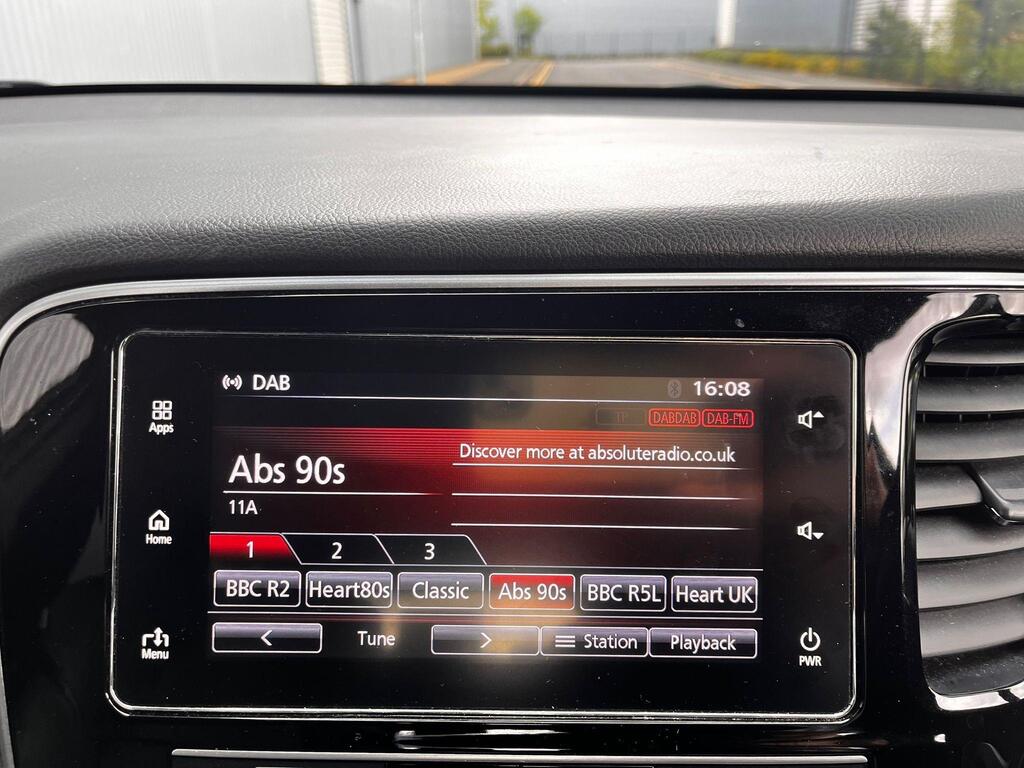 DAB 16:08
TP DABDAB DAB-FM
Apps
Discover more at absoluteradio.co.uk
Abs 90s
11A
Home
1 2 3
BBC R2 Heart80s Classic Abs 90s BBC R5L Heart UK
Menu < Tune > Station Playback PWR